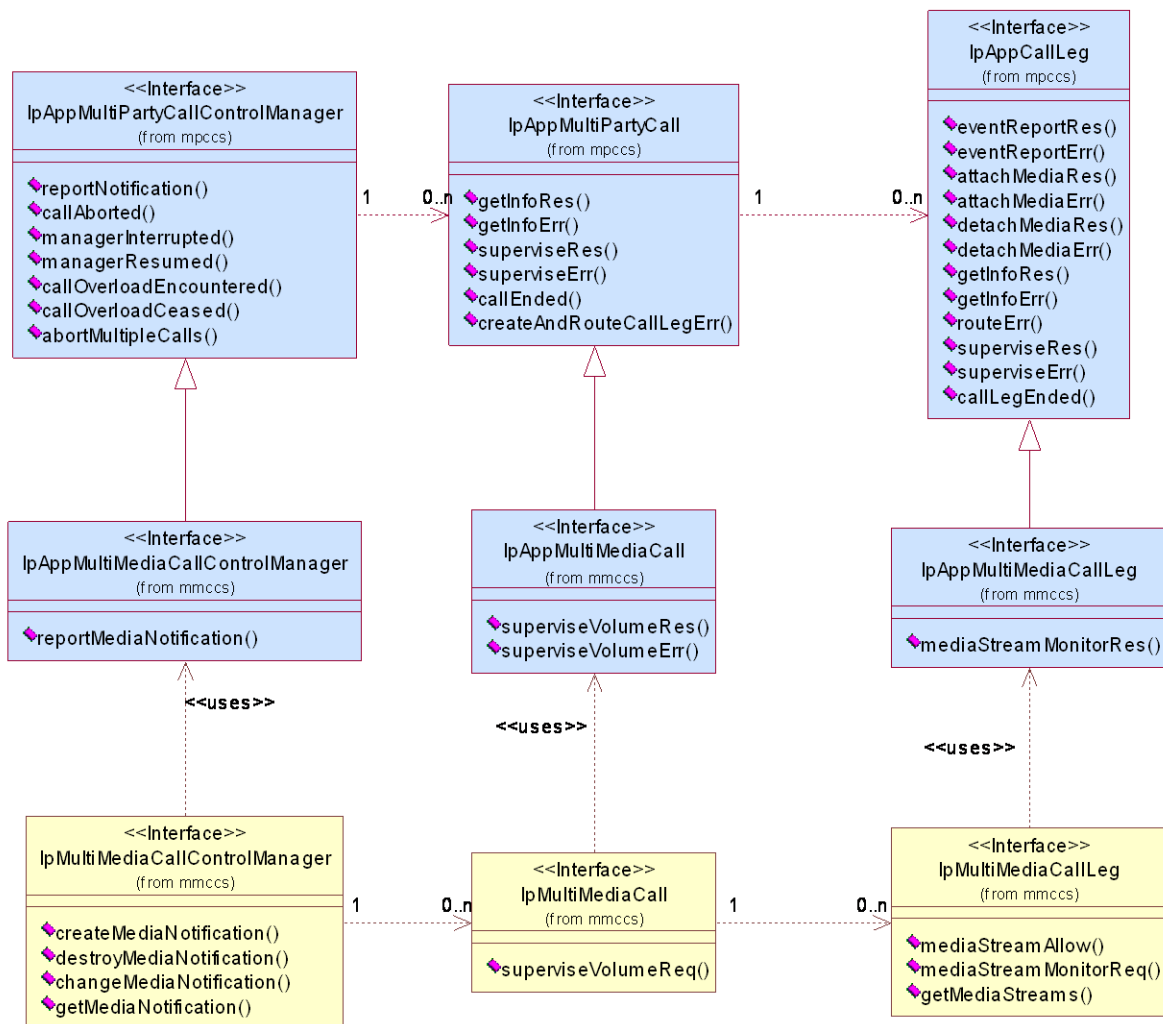 <<Interface>>
IpAppMultiPartyCallControlManager
(from mpccs)
reportNotification()
callAborted()
managerInterrupted()
managerResumed()
callOverloadEncountered()
callOverloadCeased()
abortMultipleCalls()
1
0..n
<<Interface>>
IpAppMultiPartyCall
(from mpccs)
getInfoRes()
getInfoErr()
superviseRes()
superviseErr()
callEnded()
createAndRouteCallLegErr()
1
0..n
<<Interface>>
IpAppCallLeg
(from mpccs)
eventReportRes()
eventReportErr()
attachMediaRes()
attachMediaErr()
detachMediaRes()
detachMediaErr()
getInfoRes()
getInfoErr()
routeErr()
superviseRes()
superviseErr()
callLegEnded()
<<Interface>>
IpAppMultiMediaCallControlManager
(from mmccs)
reportMediaNotification()
<<Interface>>
IpAppMultiMediaCall
(from mmccs)
superviseVolumeRes()
superviseVolumeErr()
<<Interface>>
IpAppMultiMediaCallLeg
(from mmccs)
mediaStreamMonitorRes()
<<uses>>
<<uses>>
<<uses>>
<<Interface>>
IpMultiMediaCallControlManager
(from mmccs)
createMediaNotification()
destroyMediaNotification()
changeMediaNotification()
getMediaNotification()
1
0..n
<<Interface>>
IpMultiMediaCall
(from mmccs)
superviseVolumeReq()
1
0..n
<<Interface>>
IpMultiMediaCallLeg
(from mmccs)
mediaStreamAllow()
mediaStreamMonitorReq()
getMediaStreams()